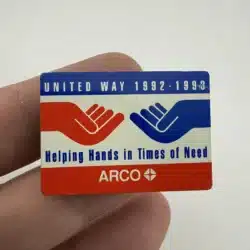 UNITED WAY 1992-1993
Helping Hands in Times of Need
ARCO